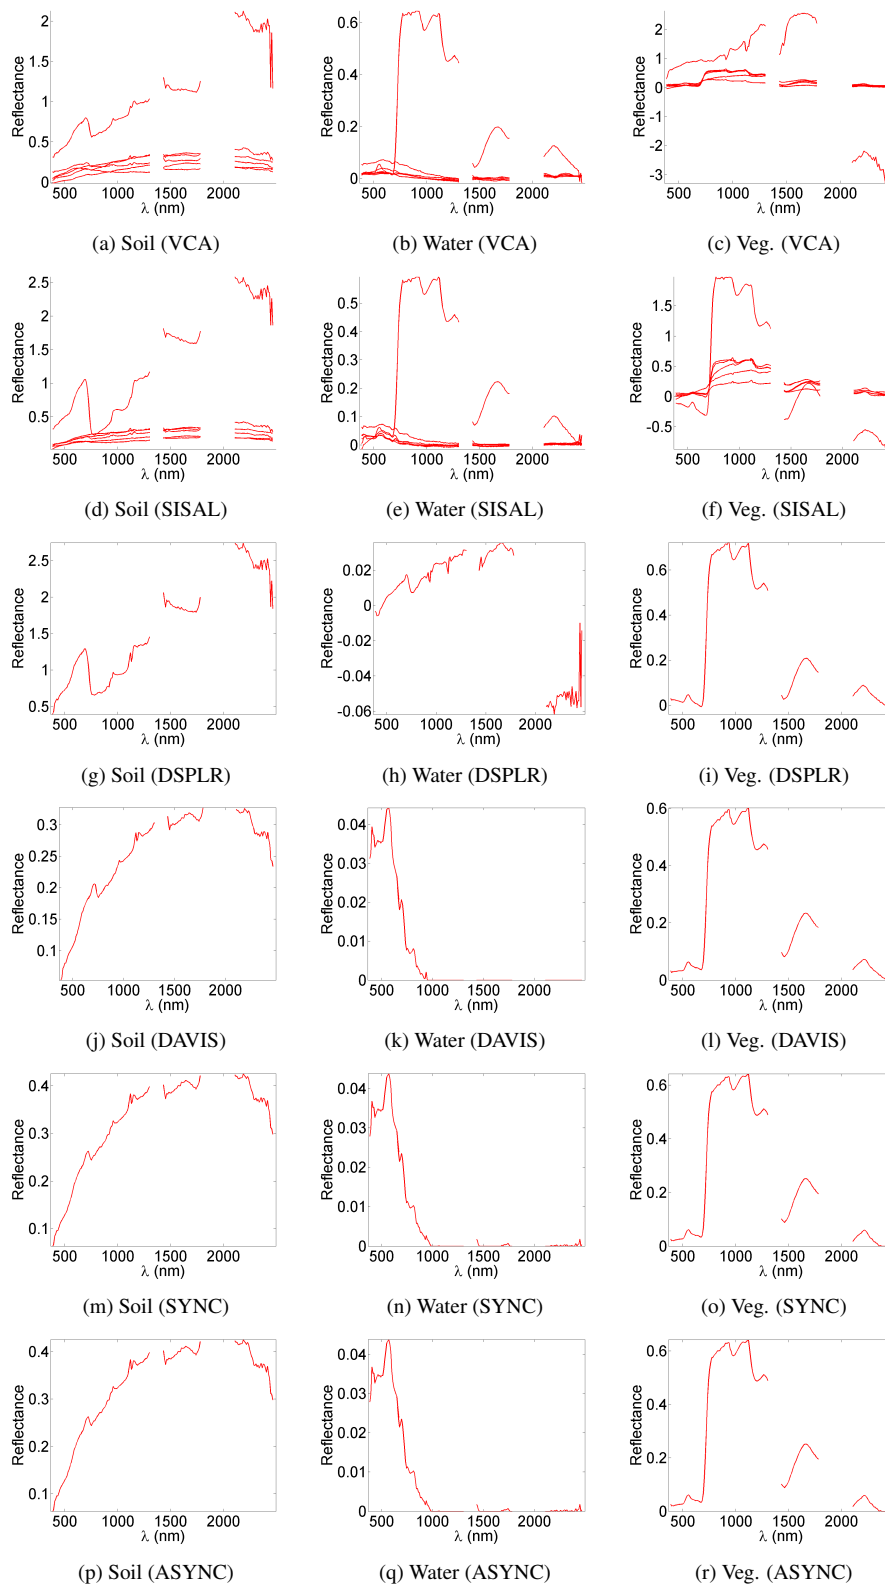 2
1.5
1
0.5
0
Reflectance
500 1000 1500 2000
λ (nm)
(a) Soil (VCA)
0.6
0.4
0.2
0
Reflectance
500 1000 1500 2000
λ (nm)
(b) Water (VCA)
2
1
0
-1
-2
-3
Reflectance
500 1000 1500 2000
λ (nm)
(c) Veg. (VCA)
2.5
2
1.5
1
0.5
Reflectance
500 1000 1500 2000
λ (nm)
(d) Soil (SISAL)
0.5
0.4
0.3
0.2
0.1
0
Reflectance
500 1000 1500 2000
λ (nm)
(e) Water (SISAL)
1.5
1
0.5
0
-0.5
Reflectance
500 1000 1500 2000
λ (nm)
(f) Veg. (SISAL)
2.5
2
1.5
1
0.5
Reflectance
500 1000 1500 2000
λ (nm)
(g) Soil (DSPLR)
0.02
0
-0.02
-0.04
-0.06
Reflectance
500 1000 1500 2000
λ (nm)
(h) Water (DSPLR)
0.6
0.4
0.2
0
Reflectance
500 1000 1500 2000
λ (nm)
(i) Veg. (DSPLR)
0.3
0.25
0.2
0.15
0.1
Reflectance
500 1000 1500 2000
λ (nm)
(j) Soil (DAVIS)
0.04
0.03
0.02
0.01
0
Reflectance
500 1000 1500 2000
λ (nm)
(k) Water (DAVIS)
0.6
0.4
0.2
0
Reflectance
500 1000 1500 2000
λ (nm)
(l) Veg. (DAVIS)
0.4
0.3
0.2
0.1
Reflectance
500 1000 1500 2000
λ (nm)
(m) Soil (SYNC)
0.04
0.03
0.02
0.01
0
Reflectance
500 1000 1500 2000
λ (nm)
(n) Water (SYNC)
0.6
0.4
0.2
0
Reflectance
500 1000 1500 2000
λ (nm)
(o) Veg. (SYNC)
0.4
0.3
0.2
0.1
Reflectance
500 1000 1500 2000
λ (nm)
(p) Soil (ASYNC)
0.04
0.03
0.02
0.01
0
Reflectance
500 1000 1500 2000
λ (nm)
(q) Water (ASYNC)
0.6
0.4
0.2
0
Reflectance
500 1000 1500 2000
λ (nm)
(r) Veg. (ASYNC)